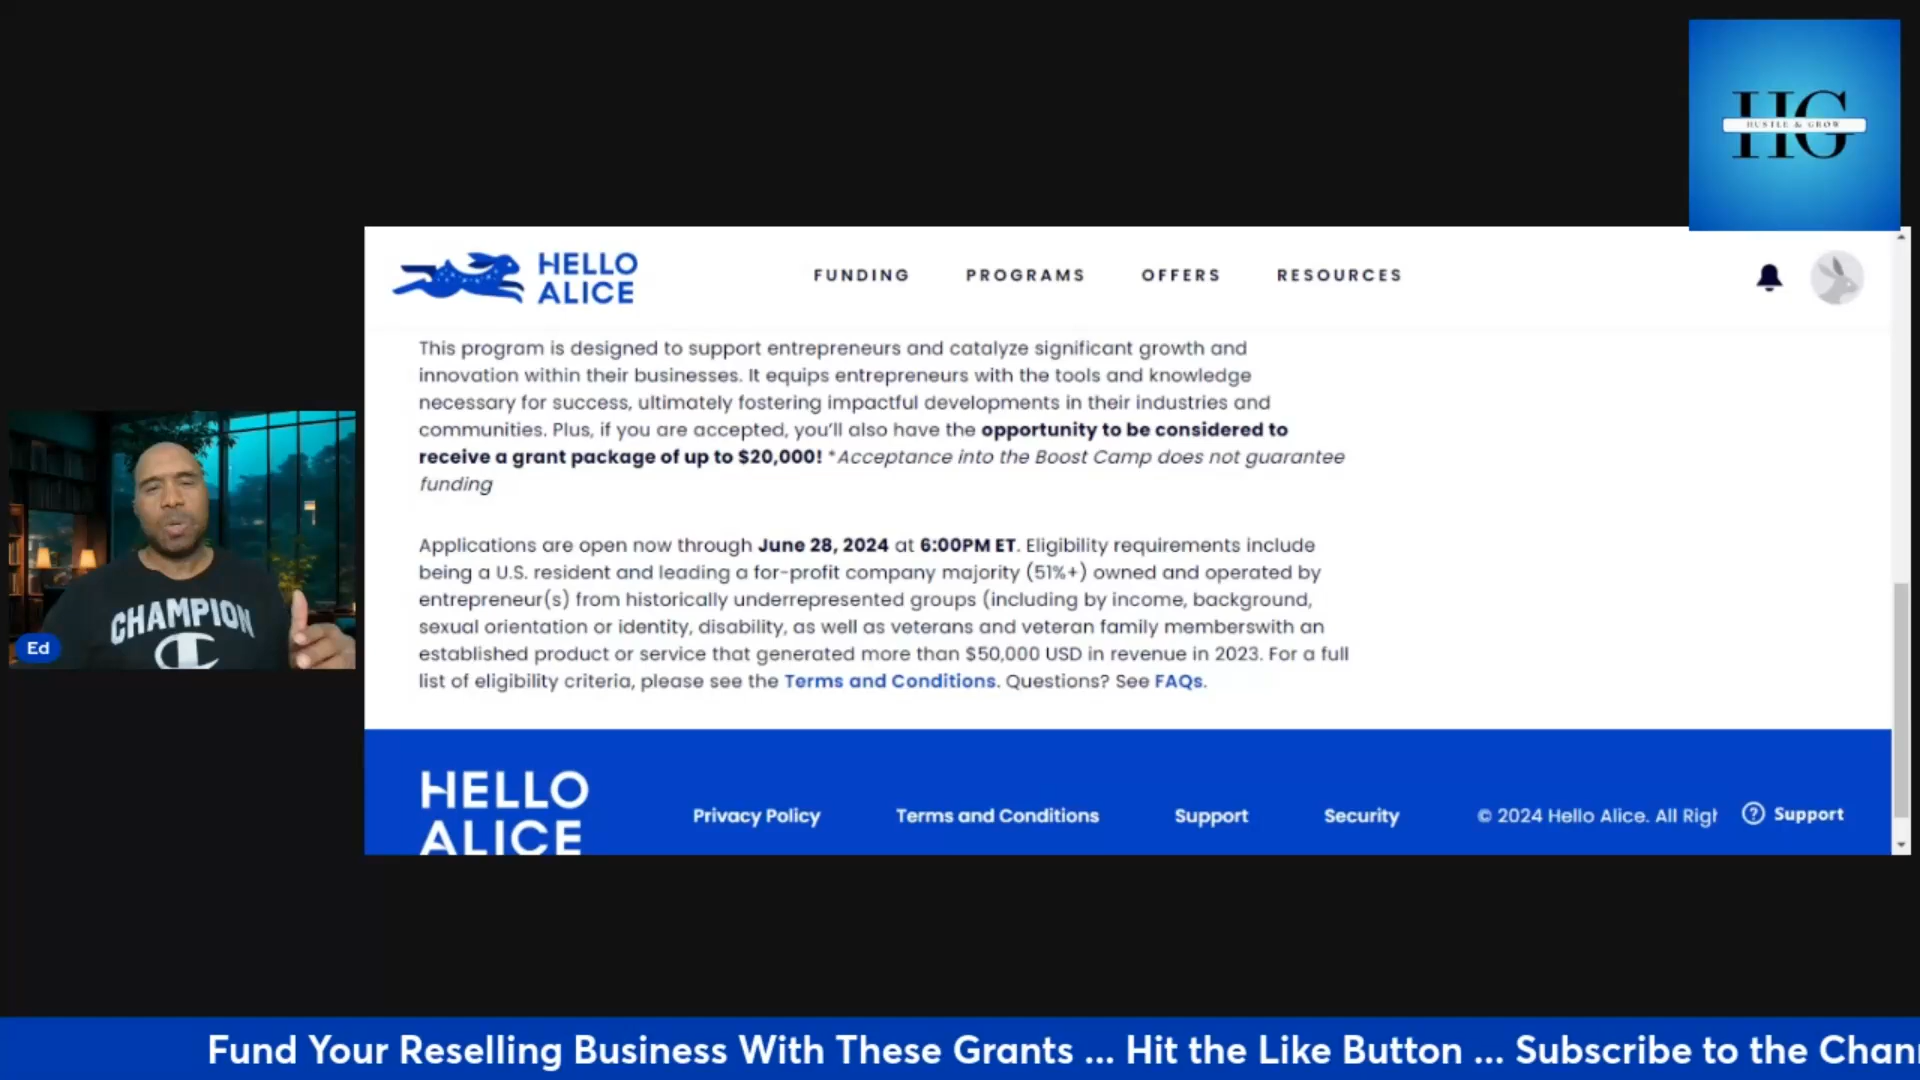 HG
HUSTLE & GROW
HELLO
ALICE
FUNDING PROGRAMS OFFERS RESOURCES
This program is designed to support entrepreneurs and catalyze significant growth and
innovation within their businesses. It equips entrepreneurs with the tools and knowledge
necessary for success, ultimately fostering impactful developments in their industries and
communities. Plus, if you are accepted, you'll also have the opportunity to be considered to
receive a grant package of up to $20,000! *Acceptance into the Boost Camp does not guarantee
funding
Applications are open now through June 28, 2024 at 6:00PM ET. Eligibility requirements include
being a U.S. resident and leading a for-profit company majority (51%+) owned and operated by
entrepreneur(s) from historically underrepresented groups (including by income, background,
sexual orientation or identity, disability, as well as veterans and veteran family memberswith an
established product or service that generated more than $50,000 USD in revenue in 2023. For a full
list of eligibility criteria, please see the Terms and Conditions. Questions? See FAQs.
CHAMPION
Ed
HELLO
ALICE
Privacy Policy Terms and Conditions Support Security © 2024 Hello Alice. All Righ Support
Fund Your Reselling Business With These Grants ... Hit the Like Button ... Subscribe to the Chan